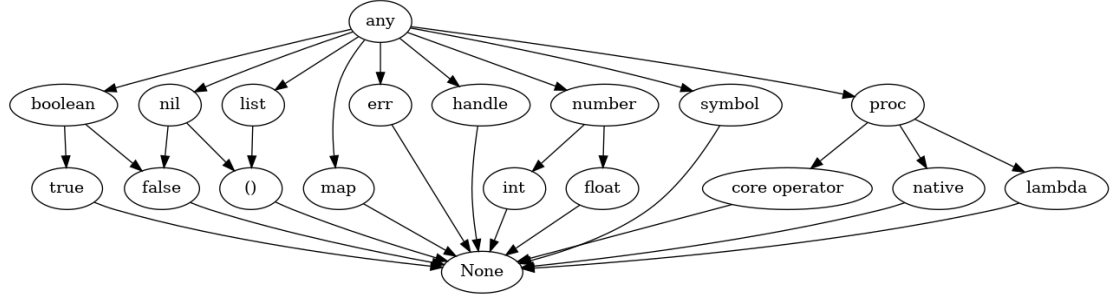 any
boolean nil list err handle number symbol proc
true false () map int float core operator native lambda
None